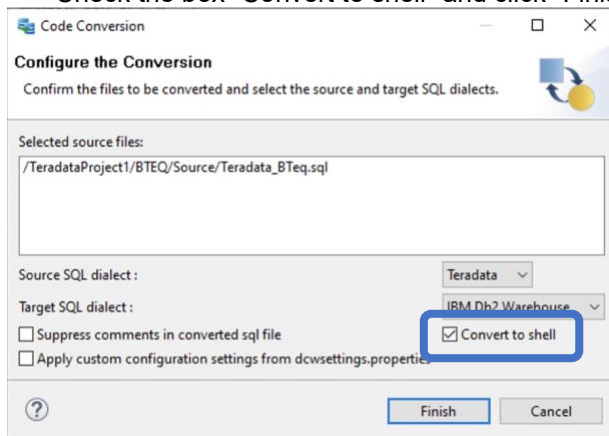 Code Conversion
Configure the Conversion
Confirm the files to be converted and select the source and target SQL dialects.
Selected source files:
/TeradataProject1/BTEQ/Source/Teradata_BTeq.sql
Source SQL dialect :
Teradata
Target SQL dialect :
IBM Db2 Warehouse
Suppress comments in converted sql file
Convert to shell
Apply custom configuration settings from dcwsettings.properties
?
Finish
Cancel